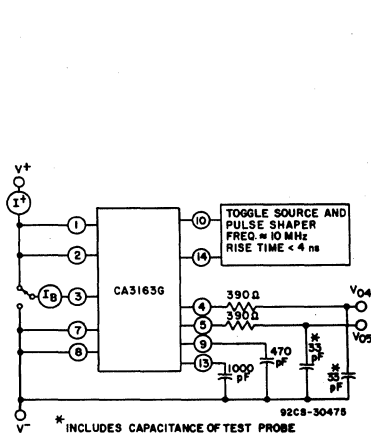 V+
I+
1
2
IB
3
7
8
V-
CA3163G
10
14
4
5
9
13
TOGGLE SOURCE AND
PULSE SHAPER
FREQ. ≈ 10 MHz
RISE TIME < 4 ns
390 Ω
390 Ω
VO4
VO5
1000
pF
470
pF
*
33
pF
*
33
pF
92CS-30475
* INCLUDES CAPACITANCE OF TEST PROBE